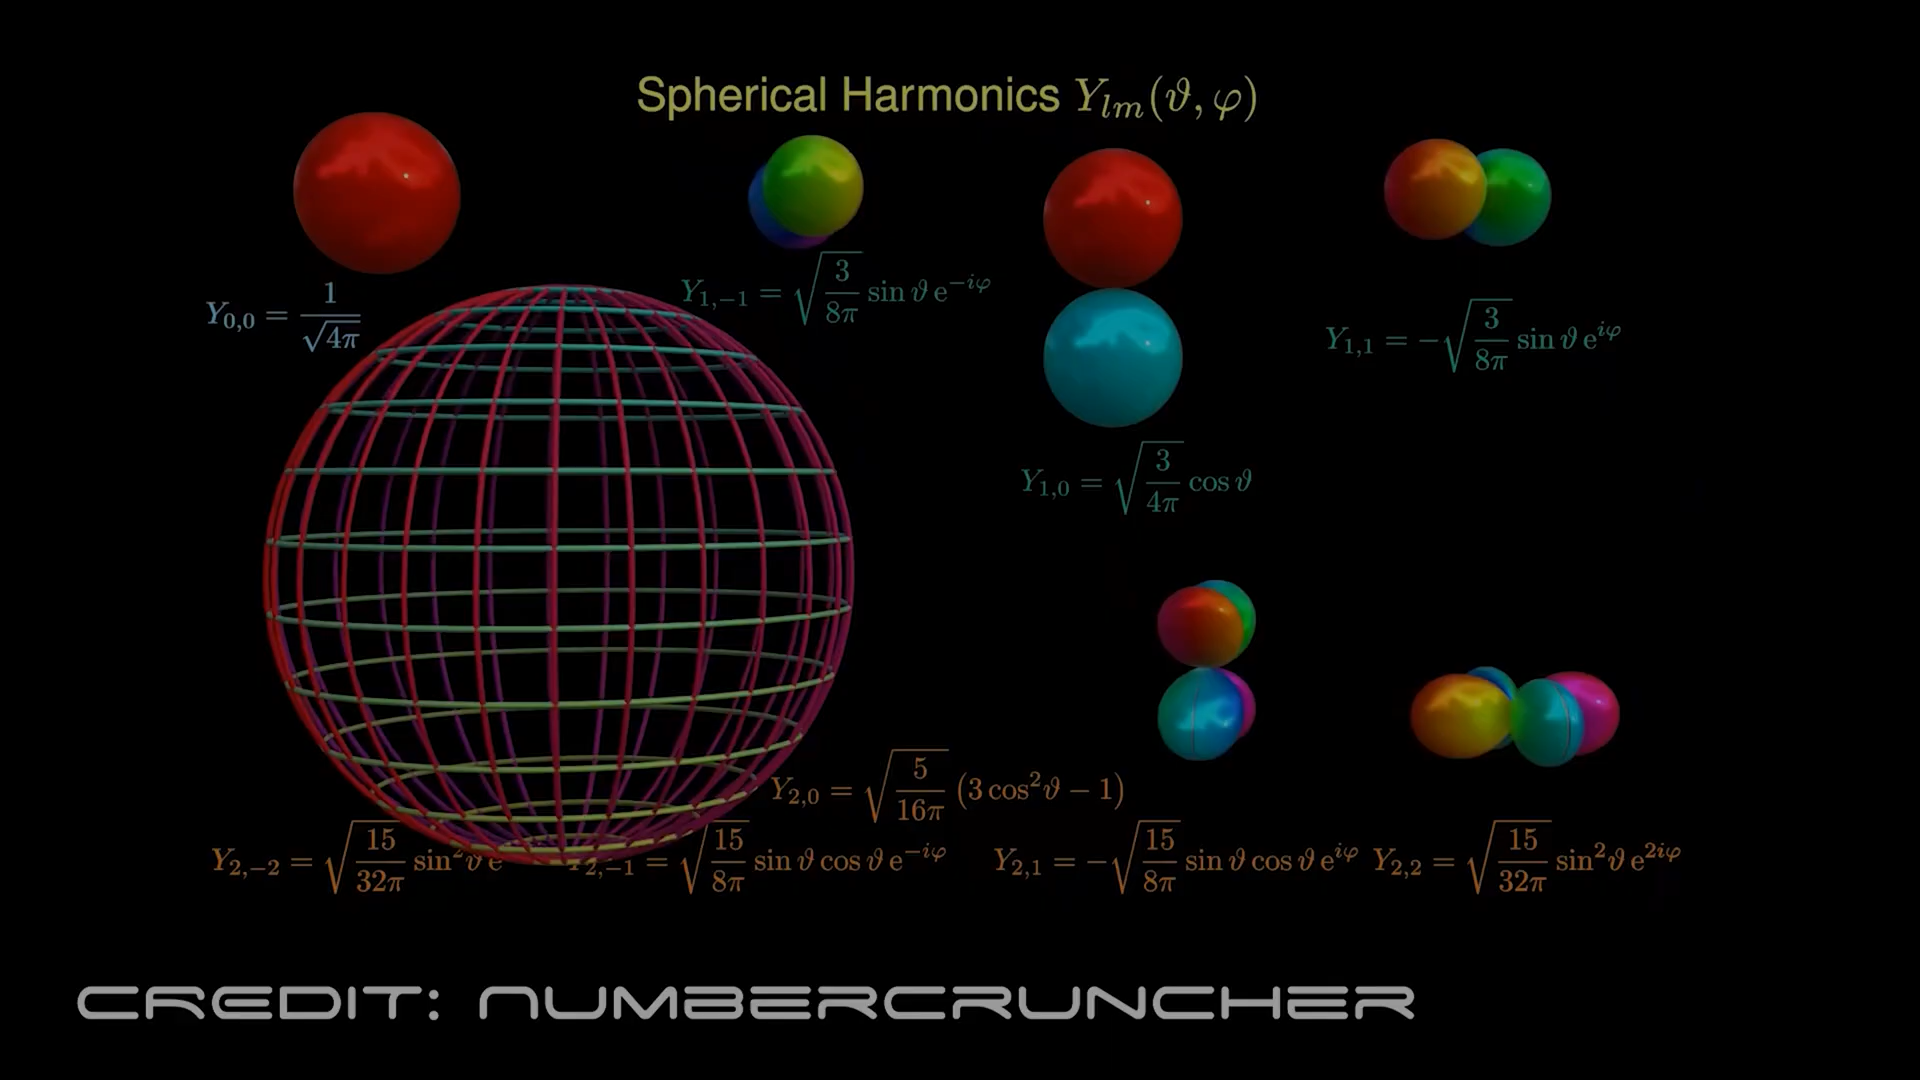 Spherical Harmonics Y_{lm}(ϑ, φ)
Y_{0,0} = 1/√4π
Y_{1,−1} = √(3/8π) sin ϑ e^{−iφ}
Y_{1,0} = √(3/4π) cos ϑ
Y_{1,1} = −√(3/8π) sin ϑ e^{iφ}
Y_{2,−2} = √(15/32π) sin²ϑ e
Y_{2,−1} = √(15/8π) sin ϑ cos ϑ e^{−iφ}
Y_{2,0} = √(5/16π) (3 cos²ϑ − 1)
Y_{2,1} = −√(15/8π) sin ϑ cos ϑ e^{iφ}
Y_{2,2} = √(15/32π) sin²ϑ e^{2iφ}
CREDIT: NUMBERCRUNCHER